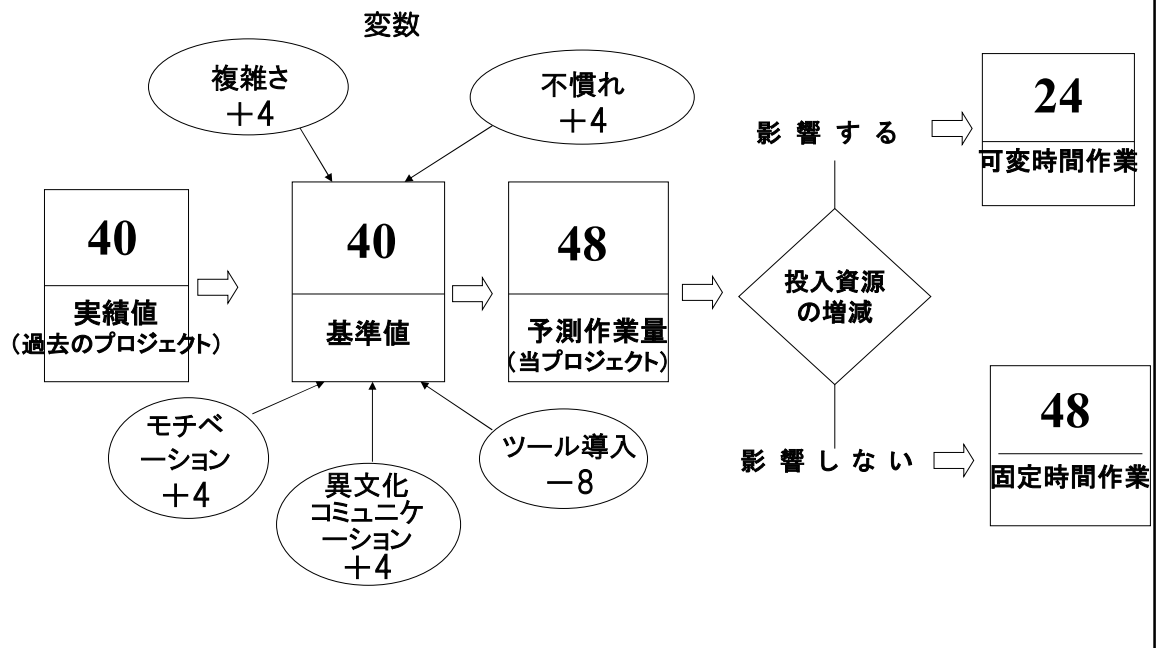 変数
複雑さ
＋4
不慣れ
＋4
40
実績値
（過去のプロジェクト）
40
基準値
48
予測作業量
（当プロジェクト）
モチベ
ーション
＋4
異文化
コミュニケ
ーション
＋4
ツール導入
－8
投入資源
の増減
影響する
24
可変時間作業
影響しない
48
固定時間作業